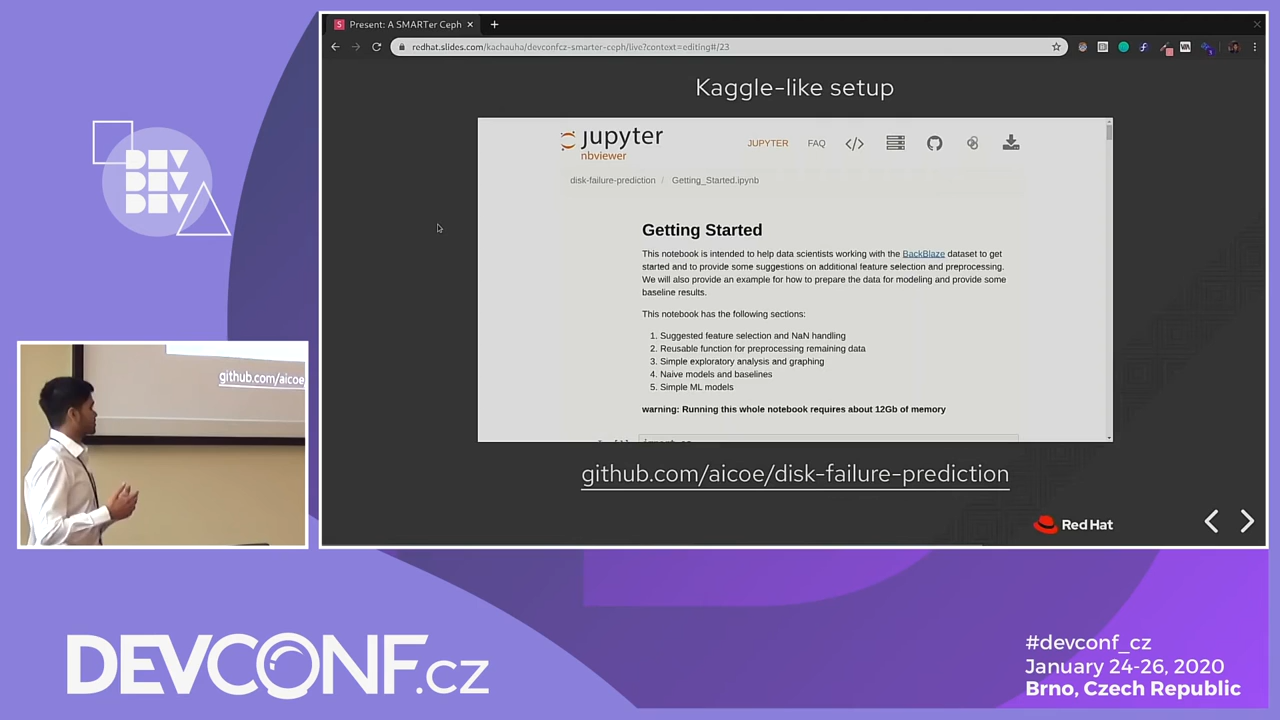 Present: A SMARTer Ceph
redhat.slides.com/kachauha/devconfcz-smarter-ceph/live?context=editing#/23
Kaggle-like setup
jupyter
nbviewer
JUPYTER FAQ
disk-failure-prediction / Getting_Started.ipynb
Getting Started
This notebook is intended to help data scientists working with the BackBlaze dataset to get
started and to provide some suggestions on additional feature selection and preprocessing.
We will also provide an example for how to prepare the data for modeling and provide some
baseline results.
This notebook has the following sections:
1. Suggested feature selection and NaN handling
2. Reusable function for preprocessing remaining data
3. Simple exploratory analysis and graphing
4. Naive models and baselines
5. Simple ML models
warning: Running this whole notebook requires about 12Gb of memory
github.com/aicoe/disk-failure-prediction
Red Hat
DEV
DEV
DEV
github.com/aicoe
DEVCONF.cz
#devconf_cz
January 24-26, 2020
Brno, Czech Republic